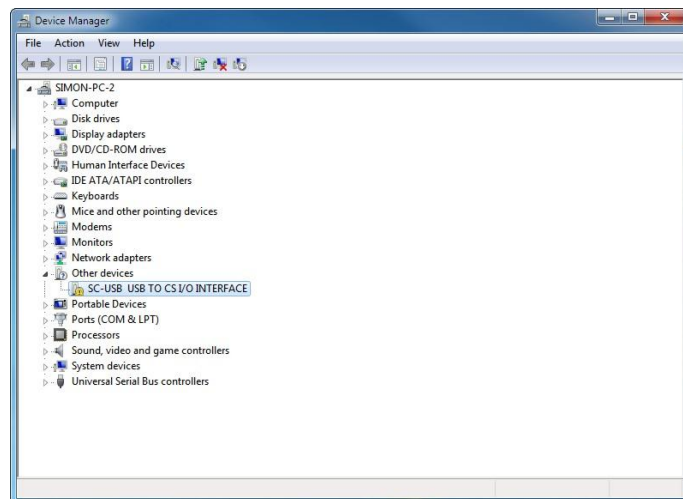 Device Manager
File Action View Help
SIMON-PC-2
Computer
Disk drives
Display adapters
DVD/CD-ROM drives
Human Interface Devices
IDE ATA/ATAPI controllers
Keyboards
Mice and other pointing devices
Modems
Monitors
Network adapters
Other devices
SC-USB USB TO CS I/O INTERFACE
Portable Devices
Ports (COM & LPT)
Processors
Sound, video and game controllers
System devices
Universal Serial Bus controllers